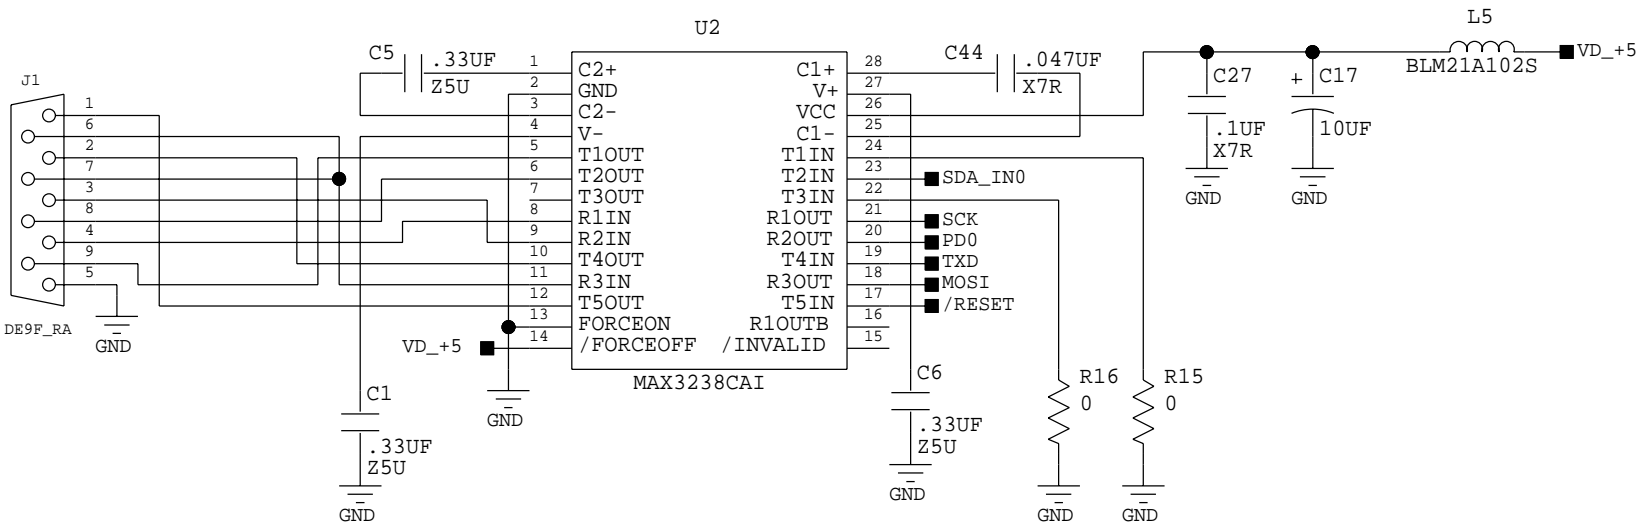 U2
L5
VD_+5
BLM21A102S
C5
.33UF
Z5U
C44
.047UF
X7R
C27
.1UF
X7R
+
C17
10UF
GND
GND
J1
1
6
2
7
3
8
4
9
5
DE9F_RA
GND
1 C2+
2 GND
3 C2-
4 V-
5 T1OUT
6 T2OUT
7 T3OUT
8 R1IN
9 R2IN
10 T4OUT
11 R3IN
12 T5OUT
13 FORCEON
14 /FORCEOFF
C1+ 28
V+ 27
VCC 26
C1- 25
T1IN 24
T2IN 23
T3IN 22
R1OUT 21
R2OUT 20
T4IN 19
R3OUT 18
T5IN 17
R1OUTB 16
/INVALID 15
SDA_IN0
SCK
PD0
TXD
MOSI
/RESET
VD_+5
MAX3238CAI
GND
C1
.33UF
Z5U
GND
C6
.33UF
Z5U
GND
R16
0
GND
R15
0
GND